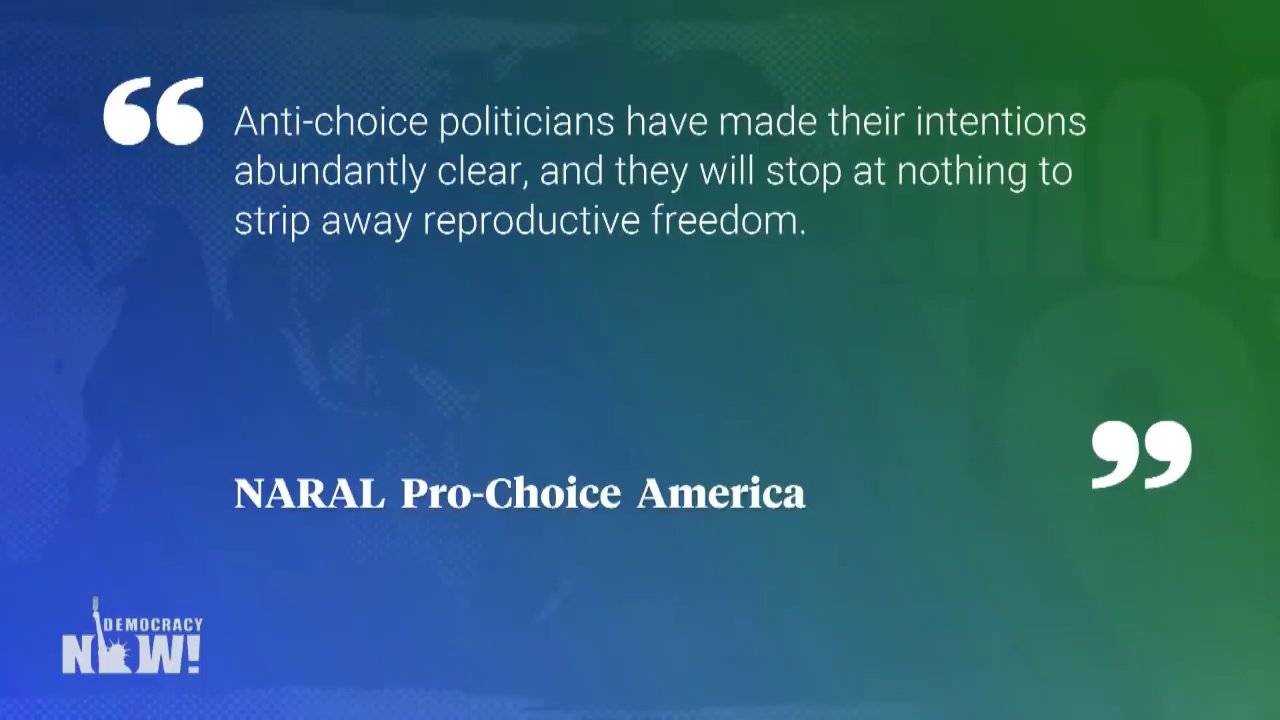 “ Anti-choice politicians have made their intentions
abundantly clear, and they will stop at nothing to
strip away reproductive freedom.
”
NARAL Pro-Choice America
DEMOCRACY
NOW!